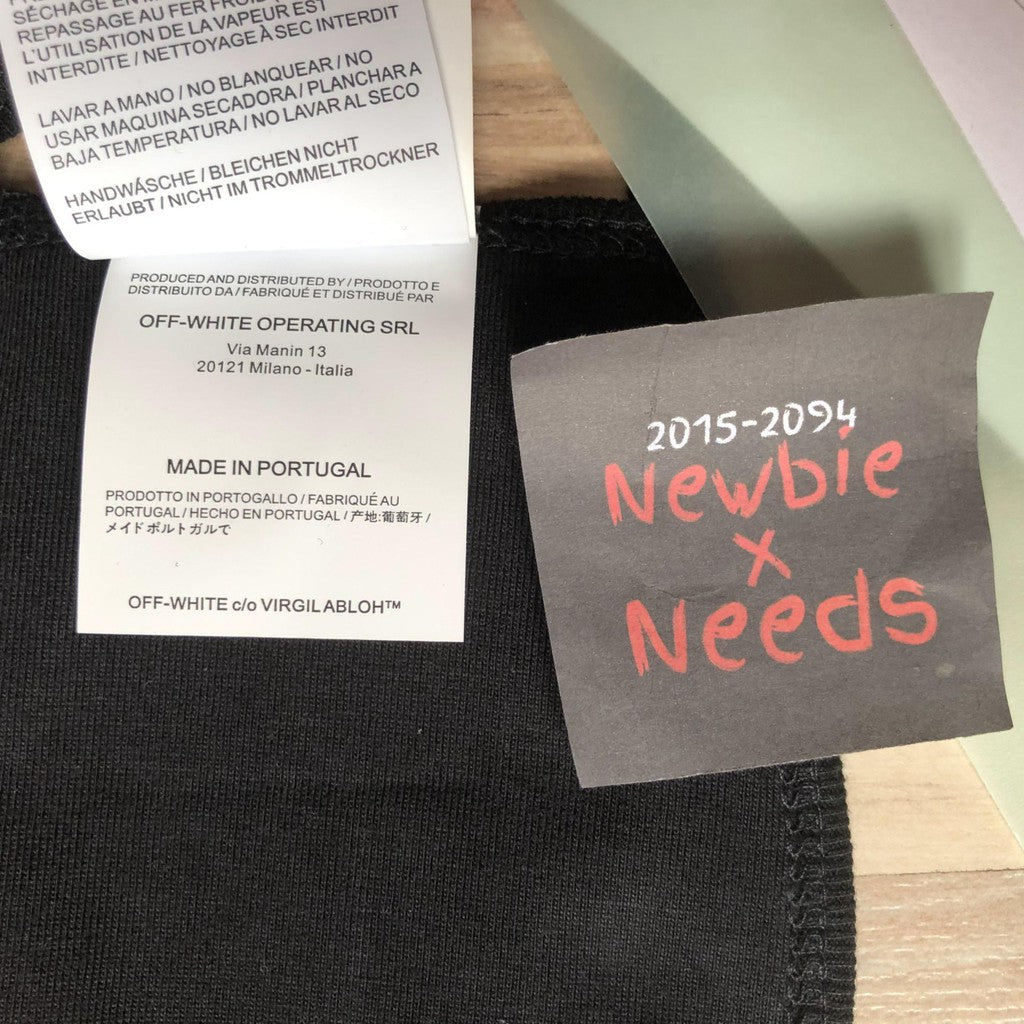 SÉCHAGE EN
REPASSAGE AU FER FROID
L'UTILISATION DE LA VAPEUR EST
INTERDITE / NETTOYAGE À SEC INTERDIT
LAVAR A MANO / NO BLANQUEAR / NO
USAR MAQUINA SECADORA / PLANCHAR A
BAJA TEMPERATURA / NO LAVAR AL SECO
HANDWÁSCHE / BLEICHEN NICHT
ERLAUBT / NICHT IM TROMMELTROCKNER
PRODUCED AND DISTRIBUTED BY / PRODOTTO E
DISTRIBUITO DA / FABRIQUÉ ET DISTRIBUÉ PAR
OFF-WHITE OPERATING SRL
Via Manin 13
20121 Milano - Italia
MADE IN PORTUGAL
PRODOTTO IN PORTOGALLO / FABRIQUÉ AU
PORTUGAL / HECHO EN PORTUGAL / 产地:葡萄牙 /
メイドポルトガルで
OFF-WHITE c/o VIRGIL ABLOH™
2015-2094
Newbie
x
Needs